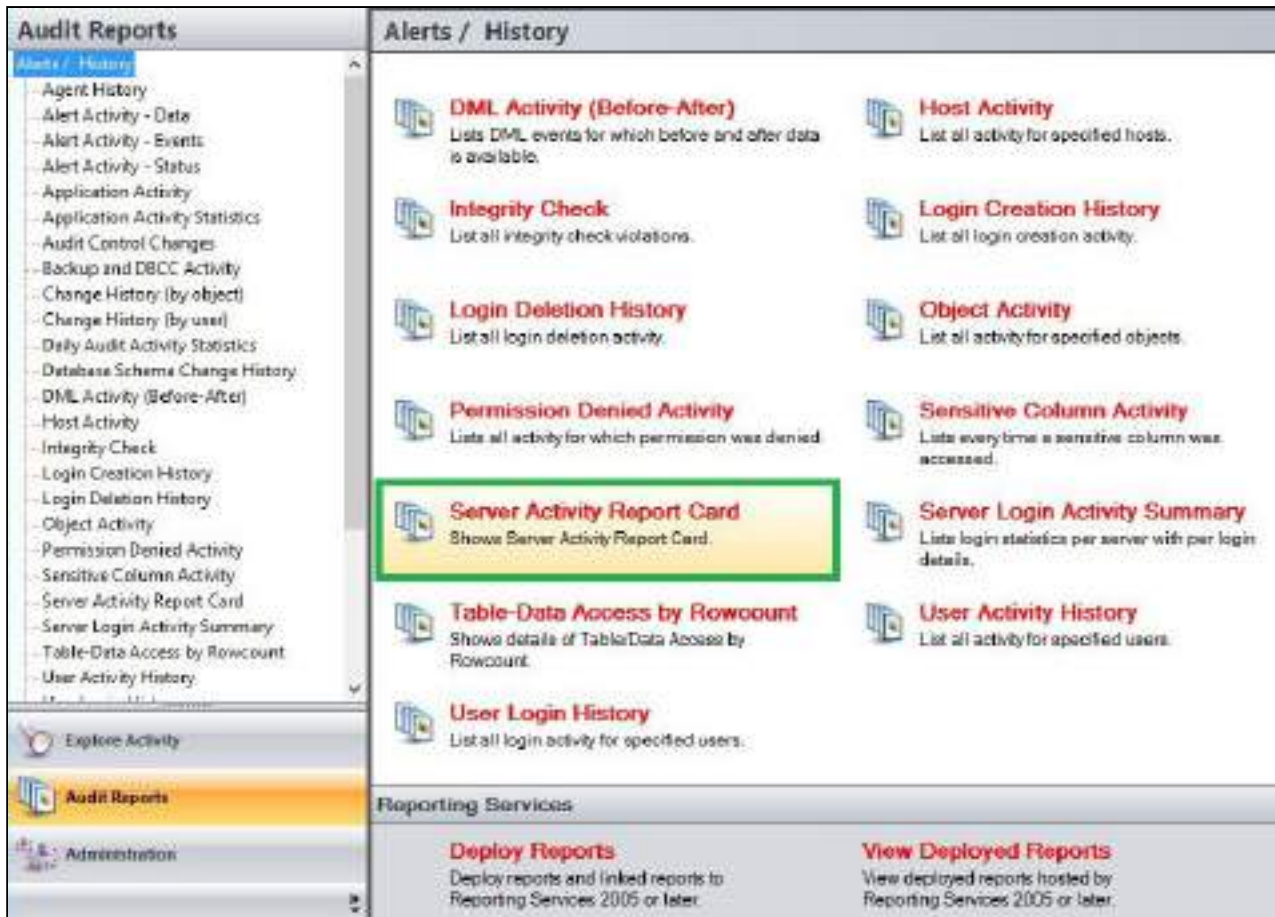 Audit Reports
Alerts / History
Agent History
Alert Activity - Data
Alert Activity - Events
Alert Activity - Status
Application Activity
Application Activity Statistics
Audit Control Changes
Backup and DBCC Activity
Change History (by object)
Change History (by user)
Daily Audit Activity Statistics
Database Schema Change History
DML Activity (Before-After)
Host Activity
Integrity Check
Login Creation History
Login Deletion History
Object Activity
Permission Denied Activity
Sensitive Column Activity
Server Activity Report Card
Server Login Activity Summary
Table-Data Access by Rowcount
User Activity History
Explore Activity
Audit Reports
Administration
Alerts / History
DML Activity (Before-After)
Lists DML events for which before and after data
is available.
Host Activity
List all activity for specified hosts.
Integrity Check
List all integrity check violations.
Login Creation History
List all login creation activity.
Login Deletion History
List all login deletion activity.
Object Activity
List all activity for specified objects.
Permission Denied Activity
Lists all activity for which permission was denied.
Sensitive Column Activity
Lists every time a sensitive column was
accessed.
Server Activity Report Card
Shows Server Activity Report Card.
Server Login Activity Summary
Lists login statistics per server with per login
details.
Table-Data Access by Rowcount
Shows details of Table/Data Access by
Rowcount.
User Activity History
List all activity for specified users.
User Login History
List all login activity for specified users.
Reporting Services
Deploy Reports
Deploy reports and linked reports to
Reporting Services 2005 or later.
View Deployed Reports
View deployed reports hosted by
Reporting Services 2005 or later.